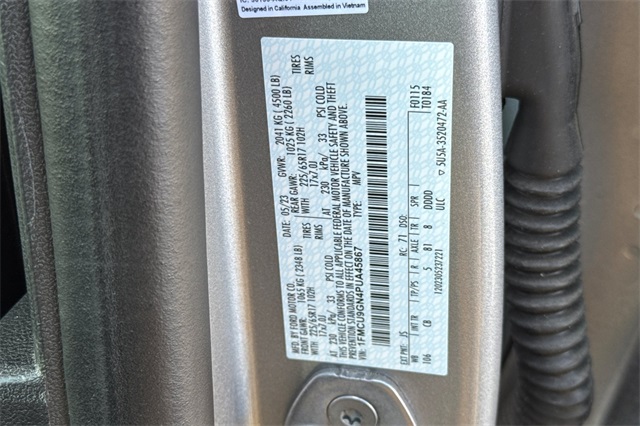 Designed in California Assembled in Vietnam
MFD. BY FORD MOTOR CO.
DATE: 05/23 GVWR: 2041 KG ( 4500 LB)
FRONT GAWR: 1065 KG ( 2348 LB) REAR GAWR: 1025 KG ( 2260 LB)
WITH 225/65R17 102H TIRES WITH 225/65R17 102H TIRES
17x7.0J RIMS 17x7.0J RIMS
AT 230 kPa/ 33 PSI COLD AT 230 kPa/ 33 PSI COLD
THIS VEHICLE CONFORMS TO ALL APPLICABLE FEDERAL MOTOR VEHICLE SAFETY AND THEFT
PREVENTION STANDARDS IN EFFECT ON THE DATE OF MANUFACTURE SHOWN ABOVE.
VIN: 1FMCU9GN4PUA45867 TYPE: MPV
F0115
T0184
EXT PNT: JS RC: 71 DSO:
WB INT TR TP/PS R AXLE TR SPR
106 CB 5 81 8 DDDD
ULC
120230523722
SU5A-3520472-AA